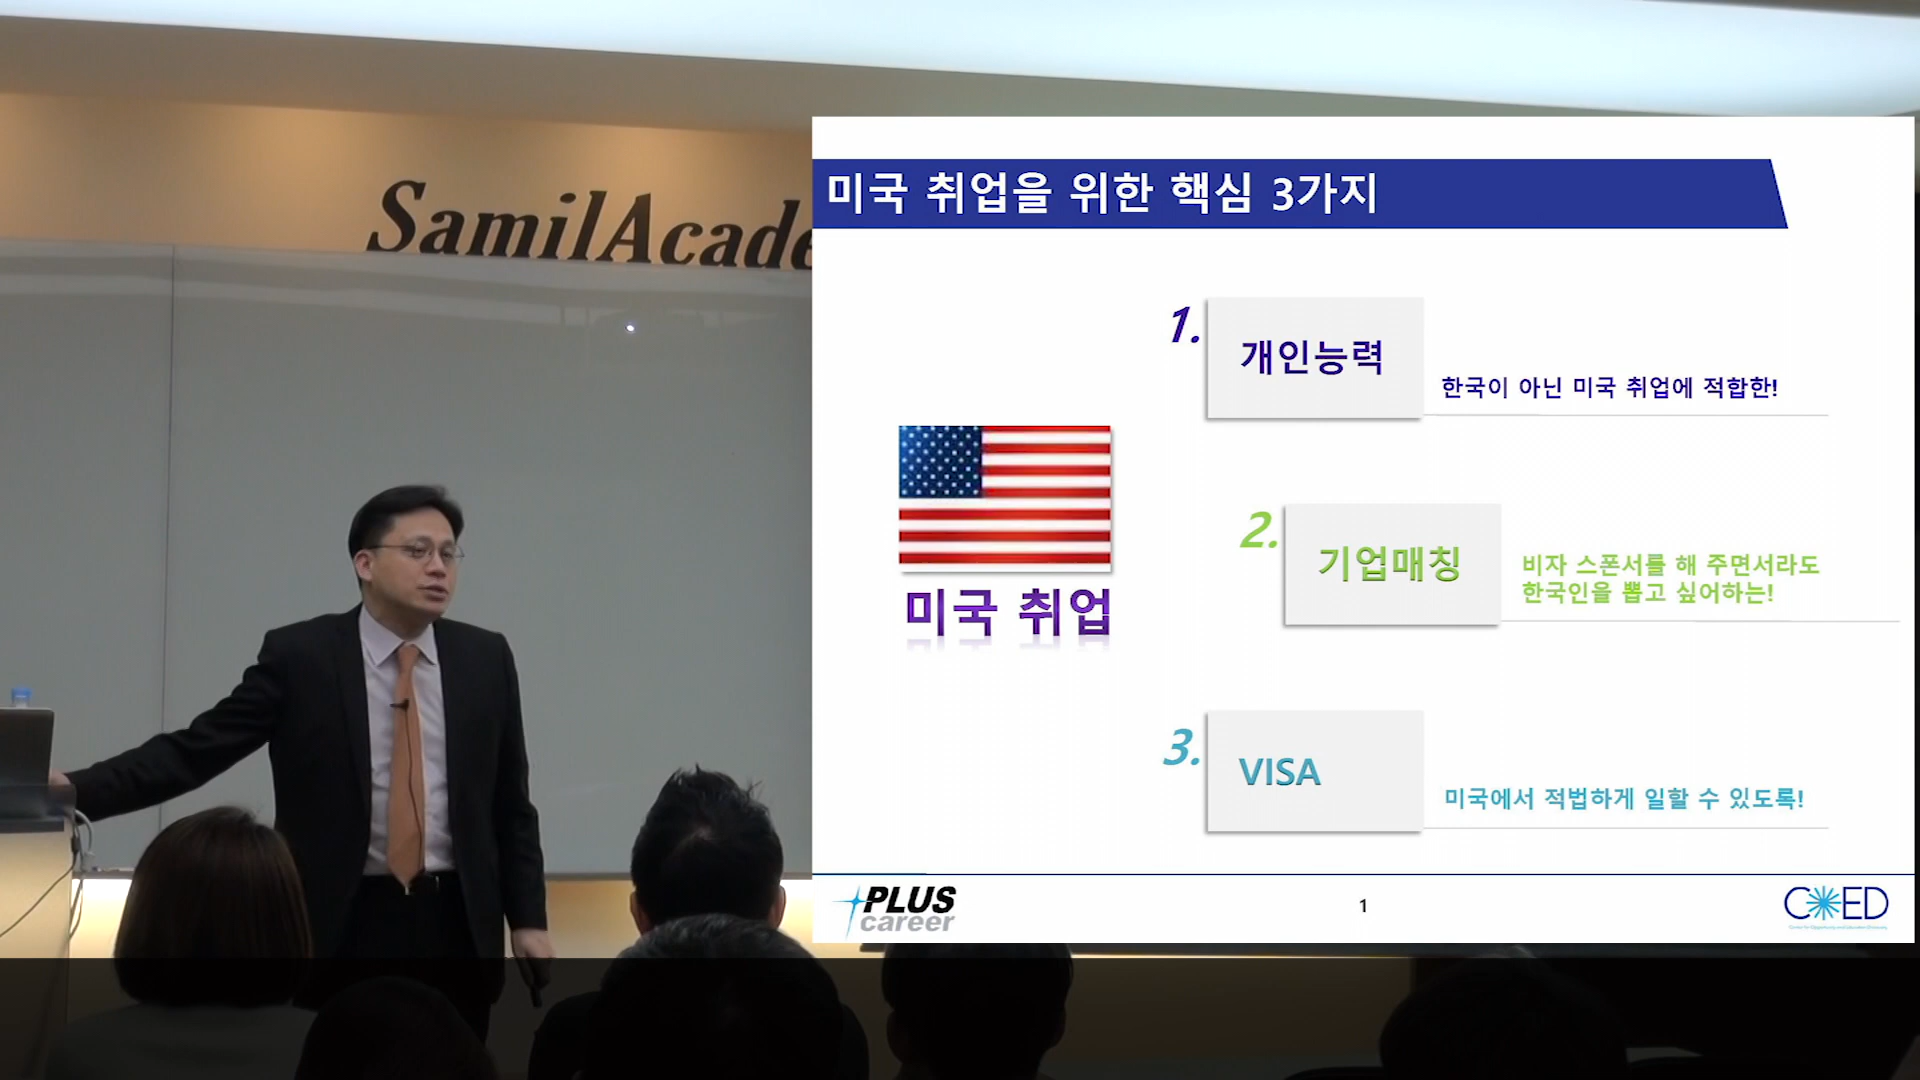 SamilAcade
미국 취업을 위한 핵심 3가지
1.
개인능력
한국이 아닌 미국 취업에 적합한!
미국 취업
2.
기업매칭
비자 스폰서를 해 주면서라도
한국인을 뽑고 싶어하는!
3.
VISA
미국에서 적법하게 일할 수 있도록!
PLUS
career
1
COED